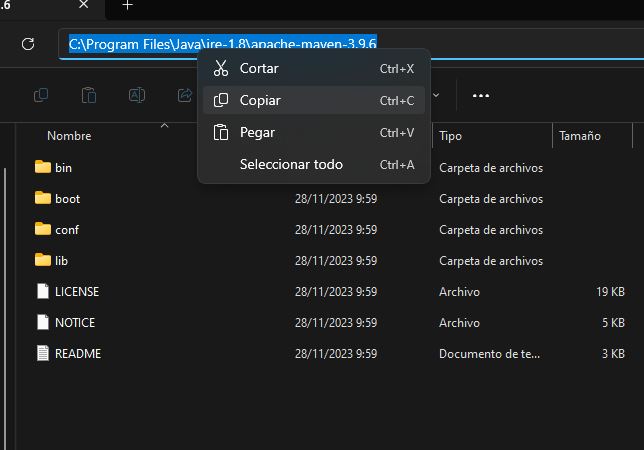 .6
C:\Program Files\Java\jre-1.8\apache-maven-3.9.6
Cortar Ctrl+X
Copiar Ctrl+C
Pegar Ctrl+V
Seleccionar todo Ctrl+A
Nombre Tipo Tamaño
bin Carpeta de archivos
boot 28/11/2023 9:59 Carpeta de archivos
conf 28/11/2023 9:59 Carpeta de archivos
lib 28/11/2023 9:59 Carpeta de archivos
LICENSE 28/11/2023 9:59 Archivo 19 KB
NOTICE 28/11/2023 9:59 Archivo 5 KB
README 28/11/2023 9:59 Documento de te... 3 KB